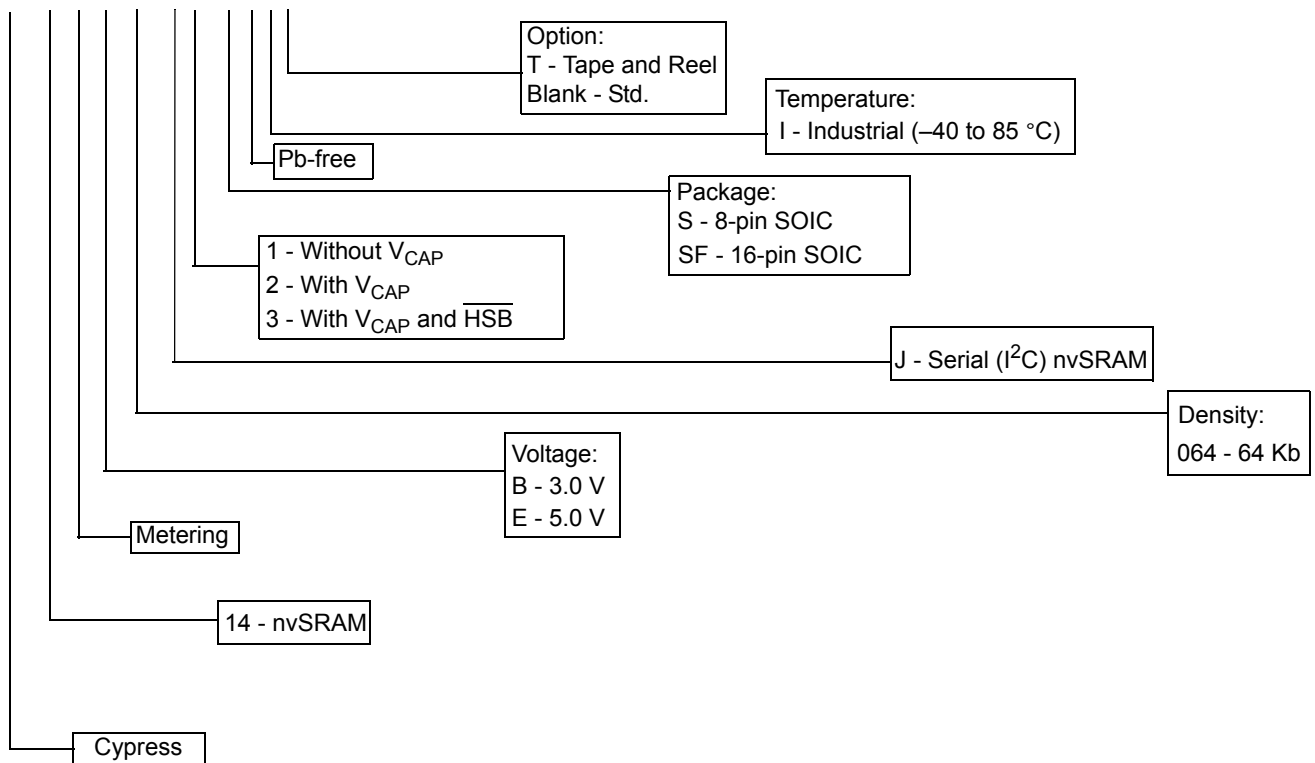 Option:
T - Tape and Reel
Blank - Std.
Temperature:
I - Industrial (–40 to 85 °C)
Pb-free
Package:
S - 8-pin SOIC
SF - 16-pin SOIC
1 - Without VCAP
2 - With VCAP
3 - With VCAP and HSB
J - Serial (I2C) nvSRAM
Density:
064 - 64 Kb
Voltage:
B - 3.0 V
E - 5.0 V
Metering
14 - nvSRAM
Cypress